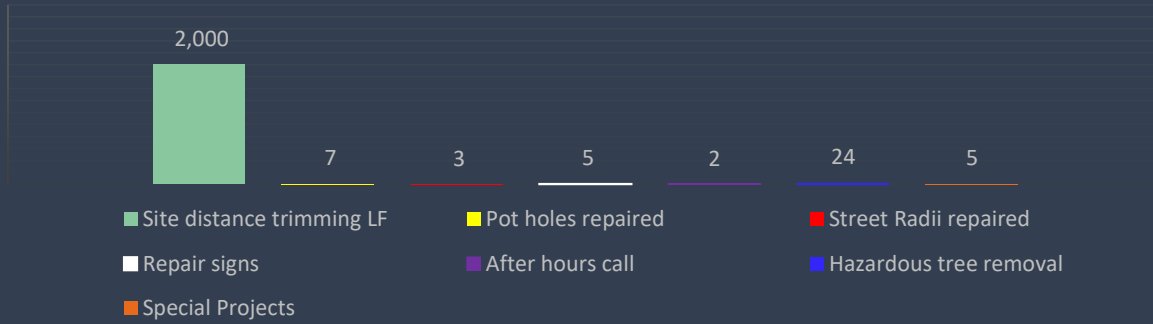 2,000
7
3
5
2
24
5
Site distance trimming LF
Pot holes repaired
Street Radii repaired
Repair signs
After hours call
Hazardous tree removal
Special Projects